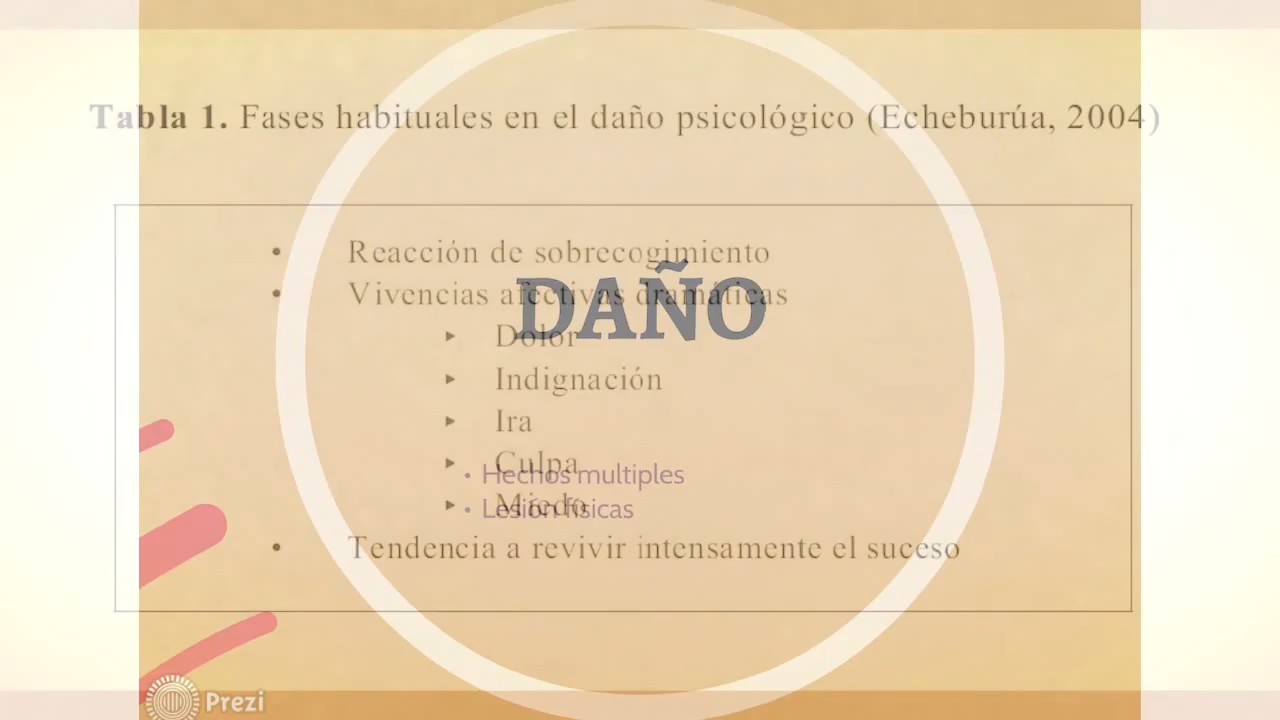 Tabla 1. Fases habituales en el daño psicológico (Echeburúa, 2004)
• Reacción de sobrecogimiento
• Vivencias afectivas dramáticas
DAÑO
▸ Dolor
▸ Indignación
▸ Ira
▸ Culpa
• Hechos multiples
▸ Miedo
• Lesión físicas
• Tendencia a revivir intensamente el suceso
Prezi